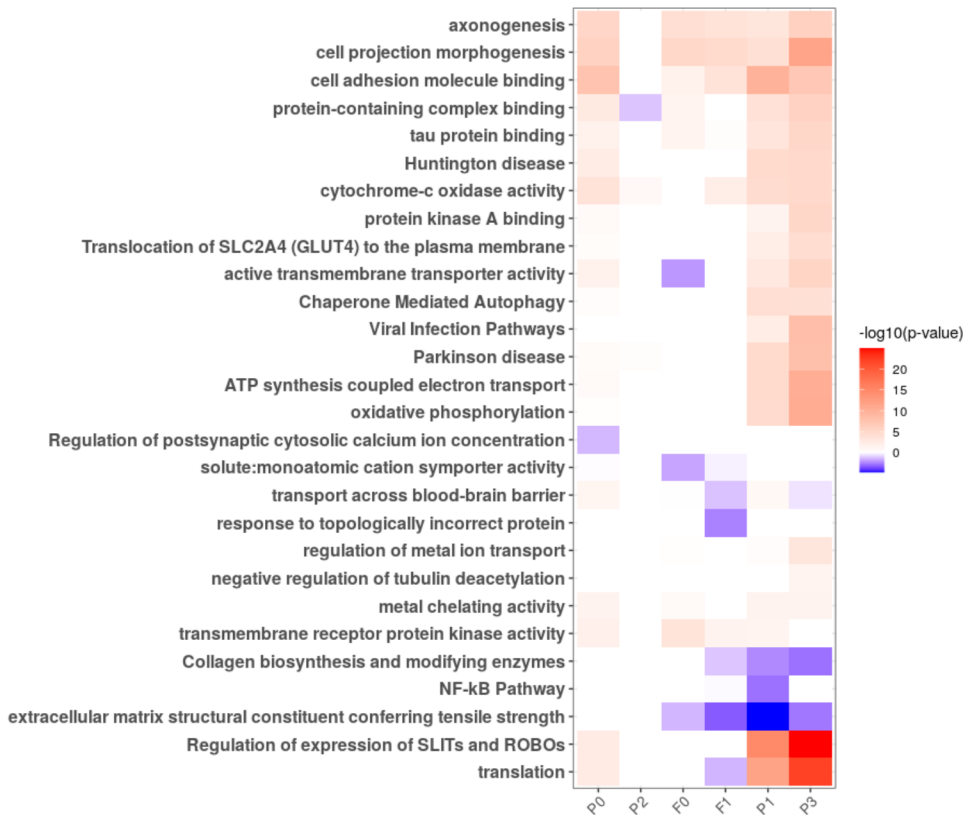 axonogenesis
cell projection morphogenesis
cell adhesion molecule binding
protein-containing complex binding
tau protein binding
Huntington disease
cytochrome-c oxidase activity
protein kinase A binding
Translocation of SLC2A4 (GLUT4) to the plasma membrane
active transmembrane transporter activity
Chaperone Mediated Autophagy
Viral Infection Pathways
Parkinson disease
ATP synthesis coupled electron transport
oxidative phosphorylation
Regulation of postsynaptic cytosolic calcium ion concentration
solute:monoatomic cation symporter activity
transport across blood-brain barrier
response to topologically incorrect protein
regulation of metal ion transport
negative regulation of tubulin deacetylation
metal chelating activity
transmembrane receptor protein kinase activity
Collagen biosynthesis and modifying enzymes
NF-kB Pathway
extracellular matrix structural constituent conferring tensile strength
Regulation of expression of SLITs and ROBOs
translation
P0 P2 F0 F1 P1 P3
-log10(p-value)
20
15
10
5
0